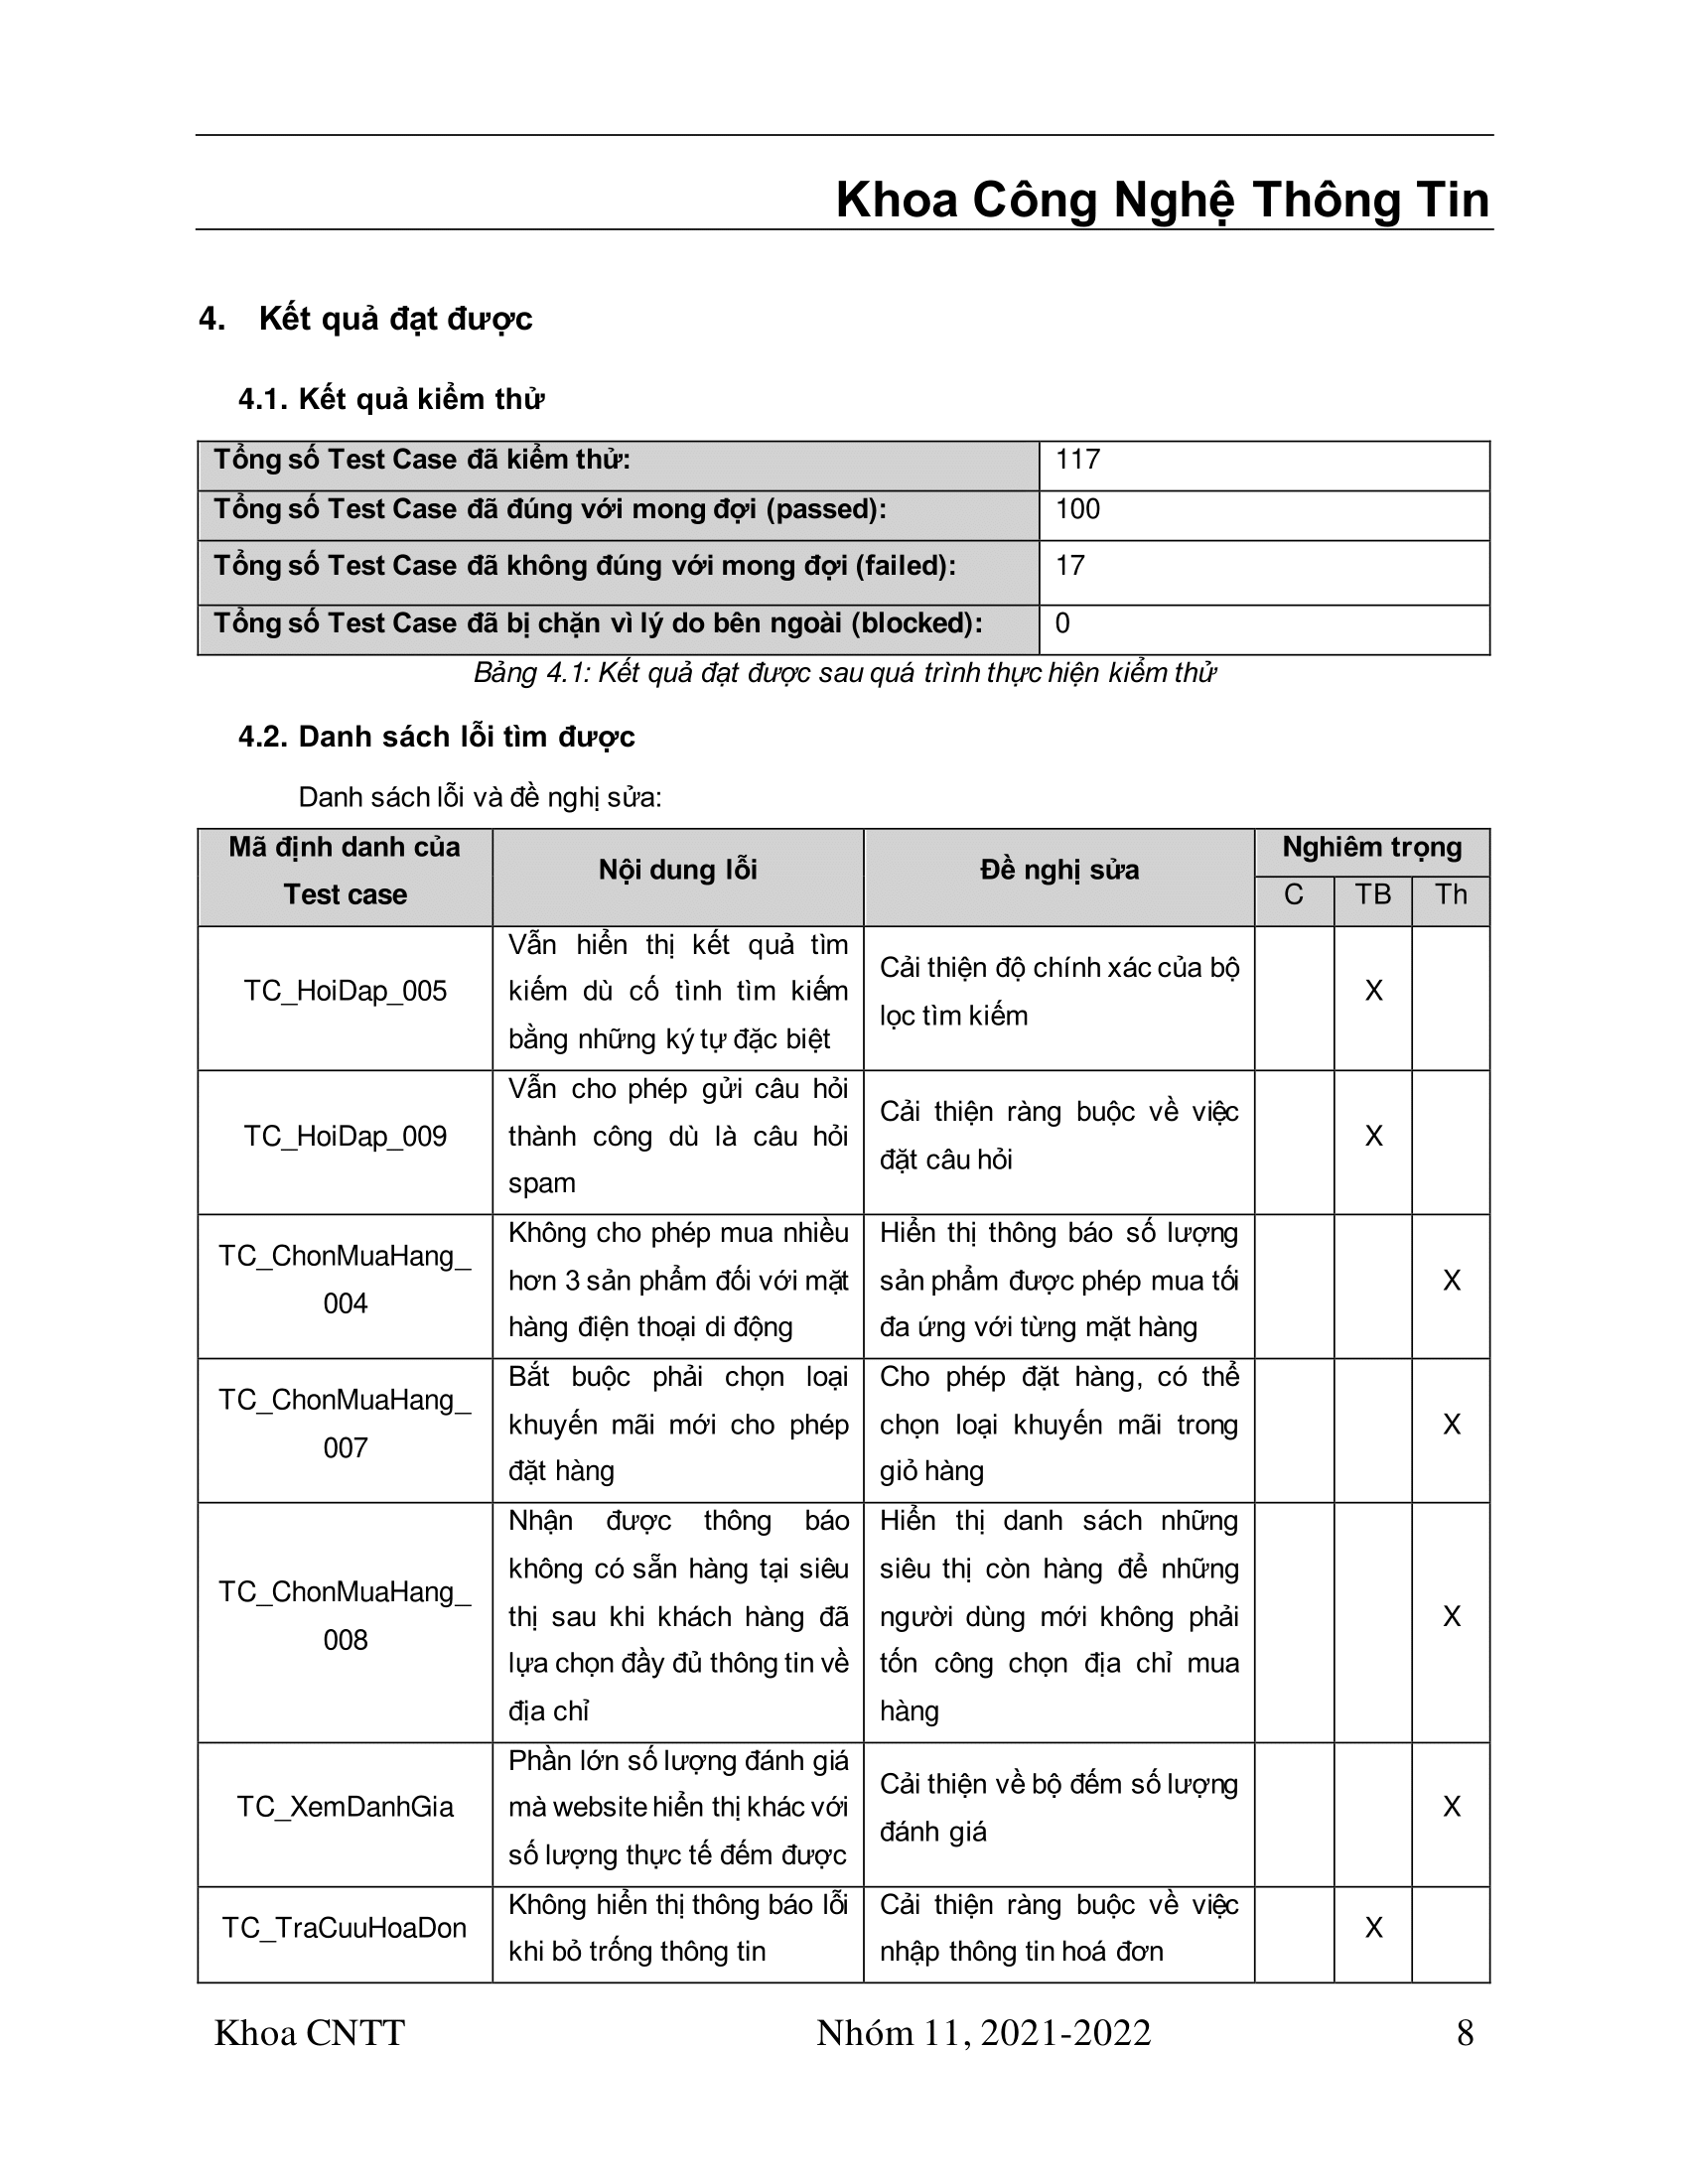 Khoa Công Nghệ Thông Tin
4. Kết quả đạt được
4.1. Kết quả kiểm thử
Tổng số Test Case đã kiểm thử: 117
Tổng số Test Case đã đúng với mong đợi (passed): 100
Tổng số Test Case đã không đúng với mong đợi (failed): 17
Tổng số Test Case đã bị chặn vì lý do bên ngoài (blocked): 0
Bảng 4.1: Kết quả đạt được sau quá trình thực hiện kiểm thử
4.2. Danh sách lỗi tìm được
Danh sách lỗi và đề nghị sửa:
Mã định danh của
Test case
Nội dung lỗi
Đề nghị sửa
Nghiêm trọng
C TB Th
TC_HoiDap_005
Vẫn hiển thị kết quả tìm
kiếm dù cố tình tìm kiếm
bằng những ký tự đặc biệt
Cải thiện độ chính xác của bộ
lọc tìm kiếm
X
TC_HoiDap_009
Vẫn cho phép gửi câu hỏi
thành công dù là câu hỏi
spam
Cải thiện ràng buộc về việc
đặt câu hỏi
X
TC_ChonMuaHang_
004
Không cho phép mua nhiều
hơn 3 sản phẩm đối với mặt
hàng điện thoại di động
Hiển thị thông báo số lượng
sản phẩm được phép mua tối
đa ứng với từng mặt hàng
X
TC_ChonMuaHang_
007
Bắt buộc phải chọn loại
khuyến mãi mới cho phép
đặt hàng
Cho phép đặt hàng, có thể
chọn loại khuyến mãi trong
giỏ hàng
X
TC_ChonMuaHang_
008
Nhận được thông báo
không có sẵn hàng tại siêu
thị sau khi khách hàng đã
lựa chọn đầy đủ thông tin về
địa chỉ
Hiển thị danh sách những
siêu thị còn hàng để những
người dùng mới không phải
tốn công chọn địa chỉ mua
hàng
X
TC_XemDanhGia
Phần lớn số lượng đánh giá
mà website hiển thị khác với
số lượng thực tế đếm được
Cải thiện về bộ đếm số lượng
đánh giá
X
TC_TraCuuHoaDon
Không hiển thị thông báo lỗi
khi bỏ trống thông tin
Cải thiện ràng buộc về việc
nhập thông tin hoá đơn
X
Khoa CNTT Nhóm 11, 2021-2022 8